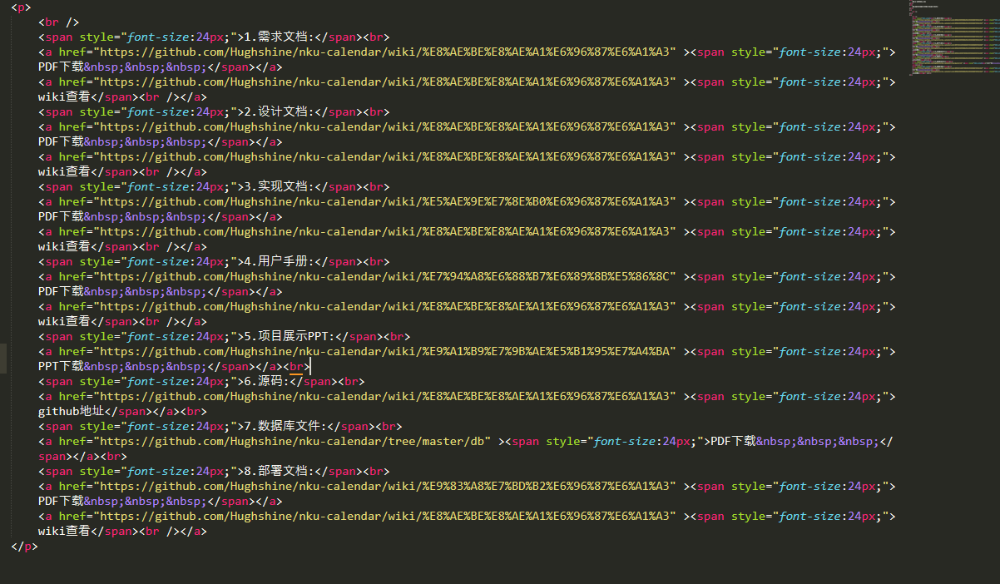 <p>
<br />
<span style="font-size:24px;">1.需求文档:</span><br>
<a href="https://github.com/Hughshine/nku-calendar/wiki/%E8%AE%BE%E8%AE%A1%E6%96%87%E6%A1%A3" ><span style="font-size:24px;">
PDF下载&nbsp;&nbsp;&nbsp;</span></a>
<a href="https://github.com/Hughshine/nku-calendar/wiki/%E8%AE%BE%E8%AE%A1%E6%96%87%E6%A1%A3" ><span style="font-size:24px;">
wiki查看</span><br /></a>
<span style="font-size:24px;">2.设计文档:</span><br>
<a href="https://github.com/Hughshine/nku-calendar/wiki/%E8%AE%BE%E8%AE%A1%E6%96%87%E6%A1%A3" ><span style="font-size:24px;">
PDF下载&nbsp;&nbsp;&nbsp;</span></a>
<a href="https://github.com/Hughshine/nku-calendar/wiki/%E8%AE%BE%E8%AE%A1%E6%96%87%E6%A1%A3" ><span style="font-size:24px;">
wiki查看</span><br /></a>
<span style="font-size:24px;">3.实现文档:</span><br>
<a href="https://github.com/Hughshine/nku-calendar/wiki/%E5%AE%9E%E7%8E%B0%E6%96%87%E6%A1%A3" ><span style="font-size:24px;">
PDF下载&nbsp;&nbsp;&nbsp;</span></a>
<a href="https://github.com/Hughshine/nku-calendar/wiki/%E8%AE%BE%E8%AE%A1%E6%96%87%E6%A1%A3" ><span style="font-size:24px;">
wiki查看</span><br /></a>
<span style="font-size:24px;">4.用户手册:</span><br>
<a href="https://github.com/Hughshine/nku-calendar/wiki/%E7%94%A8%E6%88%B7%E6%89%8B%E5%86%8C" ><span style="font-size:24px;">
PDF下载&nbsp;&nbsp;&nbsp;</span></a>
<a href="https://github.com/Hughshine/nku-calendar/wiki/%E8%AE%BE%E8%AE%A1%E6%96%87%E6%A1%A3" ><span style="font-size:24px;">
wiki查看</span><br /></a>
<span style="font-size:24px;">5.项目展示PPT:</span><br>
<a href="https://github.com/Hughshine/nku-calendar/wiki/%E9%A1%B9%E7%9B%AE%E5%B1%95%E7%A4%BA" ><span style="font-size:24px;">
PPT下载&nbsp;&nbsp;&nbsp;</span></a><br>
<span style="font-size:24px;">6.源码:</span><br>
<a href="https://github.com/Hughshine/nku-calendar/wiki/%E8%AE%BE%E8%AE%A1%E6%96%87%E6%A1%A3" ><span style="font-size:24px;">
github地址</span></a><br>
<span style="font-size:24px;">7.数据库文件:</span><br>
<a href="https://github.com/Hughshine/nku-calendar/tree/master/db" ><span style="font-size:24px;">PDF下载&nbsp;&nbsp;&nbsp;</
span></a><br>
<span style="font-size:24px;">8.部署文档:</span><br>
<a href="https://github.com/Hughshine/nku-calendar/wiki/%E9%83%A8%E7%BD%B2%E6%96%87%E6%A1%A3" ><span style="font-size:24px;">
PDF下载&nbsp;&nbsp;&nbsp;</span></a>
<a href="https://github.com/Hughshine/nku-calendar/wiki/%E8%AE%BE%E8%AE%A1%E6%96%87%E6%A1%A3" ><span style="font-size:24px;">
wiki查看</span><br /></a>
</p>